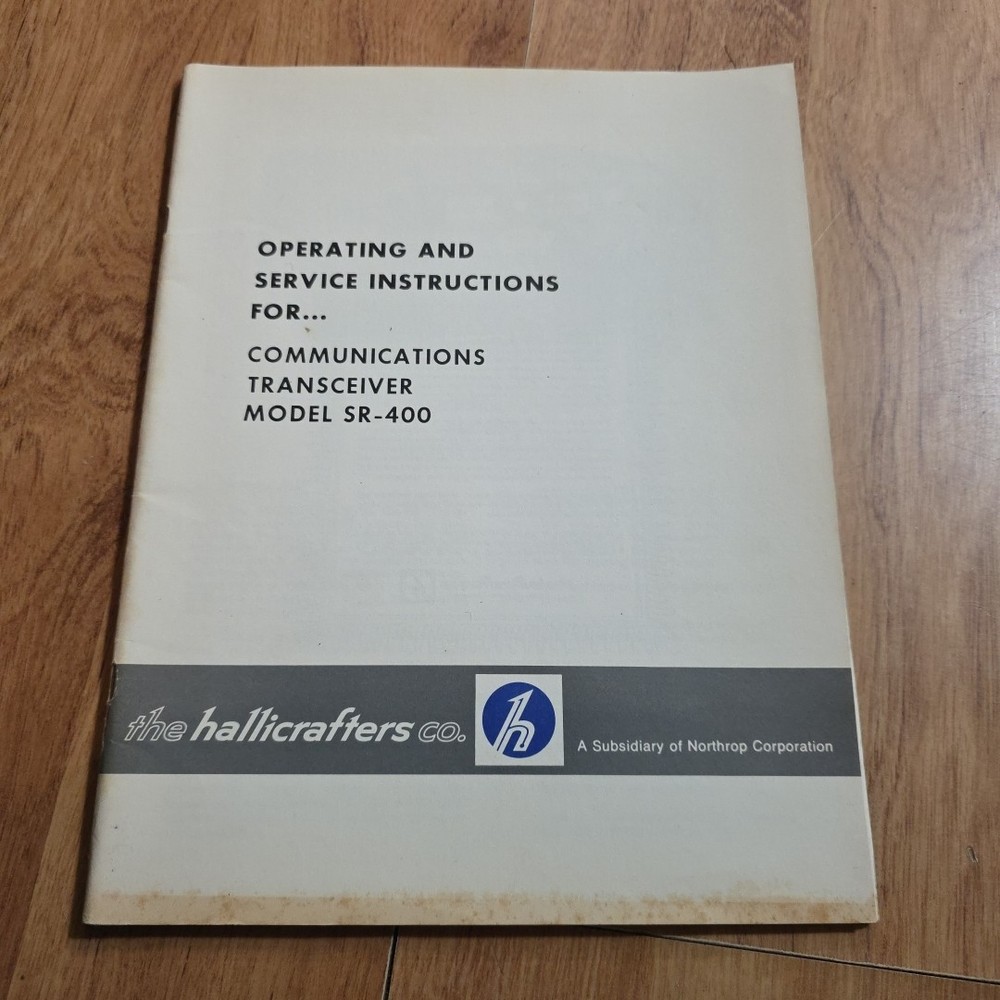 OPERATING AND
SERVICE INSTRUCTIONS
FOR...
COMMUNICATIONS
TRANSCEIVER
MODEL SR-400
the hallicrafters co. h A Subsidiary of Northrop Corporation